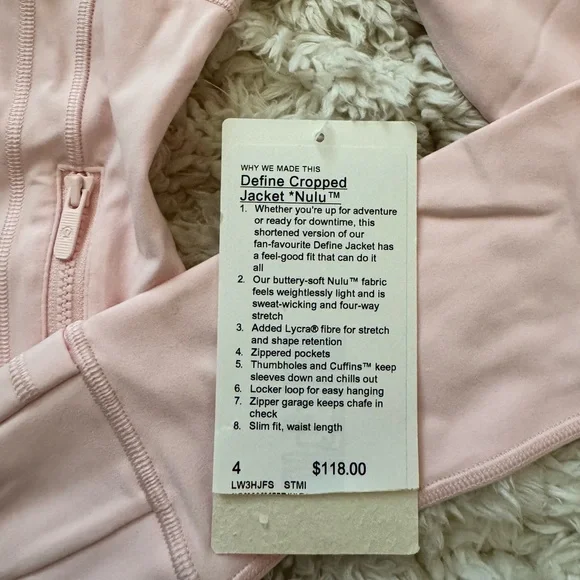 WHY WE MADE THIS
Define Cropped
Jacket *Nulu™
1. Whether you're up for adventure
or ready for downtime, this
shortened version of our
fan-favourite Define Jacket has
a feel-good fit that can do it
all
2. Our buttery-soft Nulu™ fabric
feels weightlessly light and is
sweat-wicking and four-way
stretch
3. Added Lycra® fibre for stretch
and shape retention
4. Zippered pockets
5. Thumbholes and Cuffins™ keep
sleeves down and chills out
6. Locker loop for easy hanging
7. Zipper garage keeps chafe in
check
8. Slim fit, waist length
4 $118.00
LW3HJFS STMI